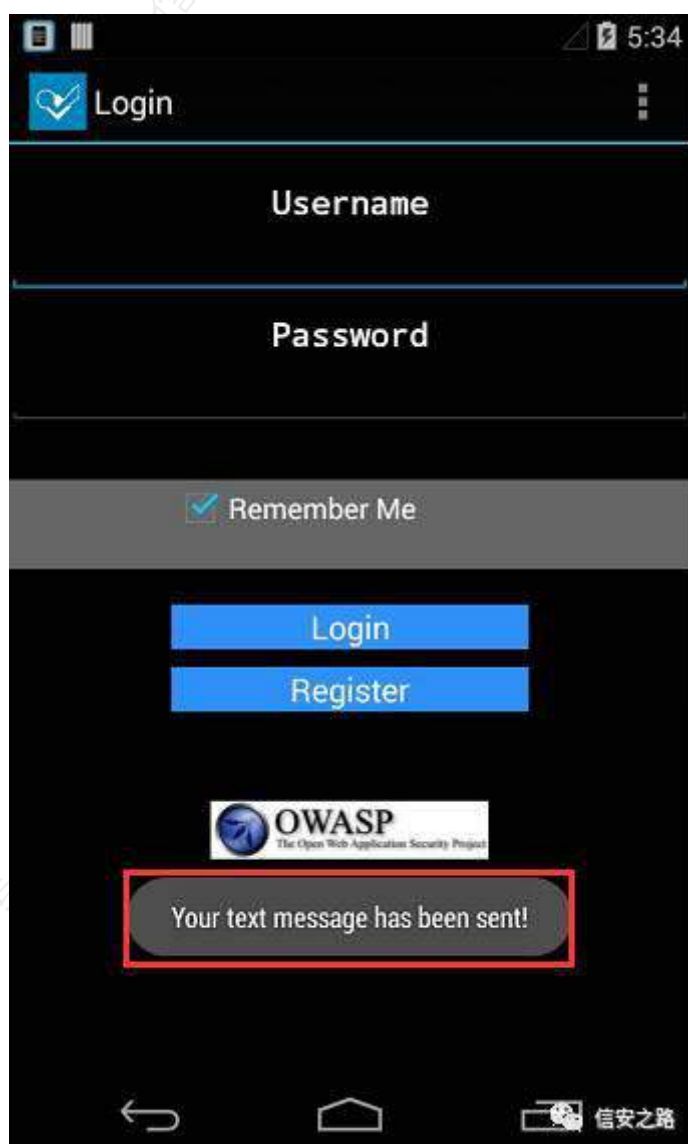 5:34
Login
Username
Password
Remember Me
Login
Register
OWASP
The Open Web Application Security Project
Your text message has been sent!
信安之路